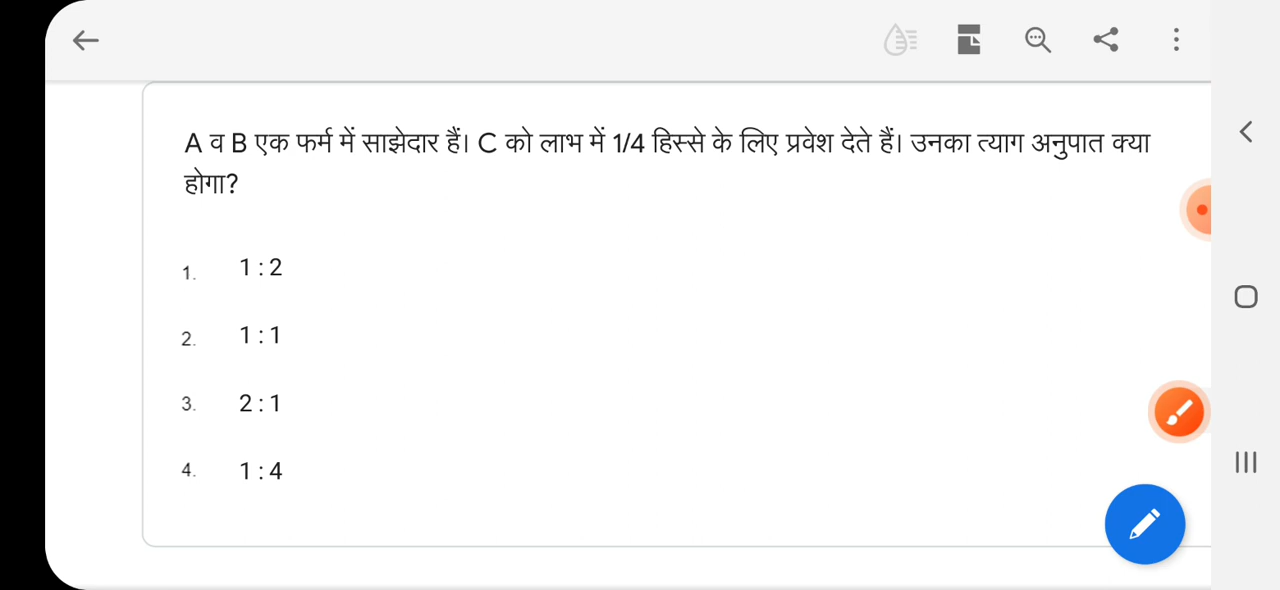 A व B एक फर्म में साझेदार हैं। C को लाभ में 1/4 हिस्से के लिए प्रवेश देते हैं। उनका त्याग अनुपात क्या
होगा?
1. 1 : 2
2. 1 : 1
3. 2 : 1
4. 1 : 4